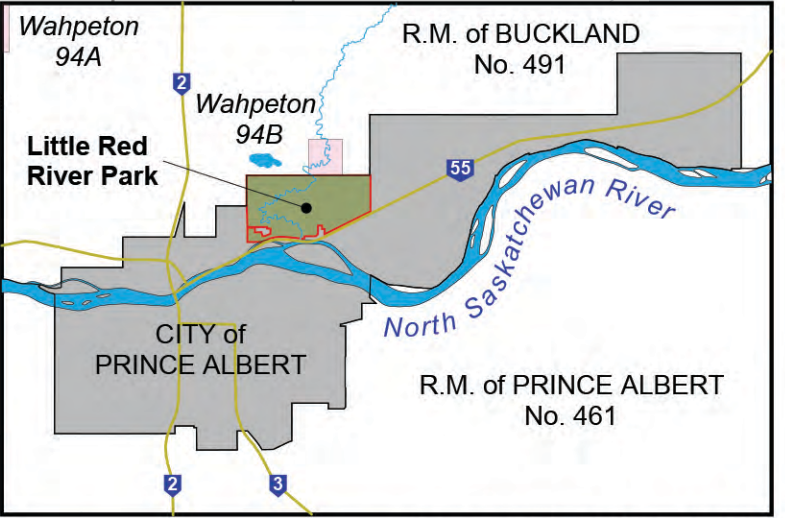 Wahpeton
94A
R.M. of BUCKLAND
No. 491
2
Wahpeton
94B
Little Red
River Park
55
North Saskatchewan River
CITY of
PRINCE ALBERT
R.M. of PRINCE ALBERT
No. 461
2
3